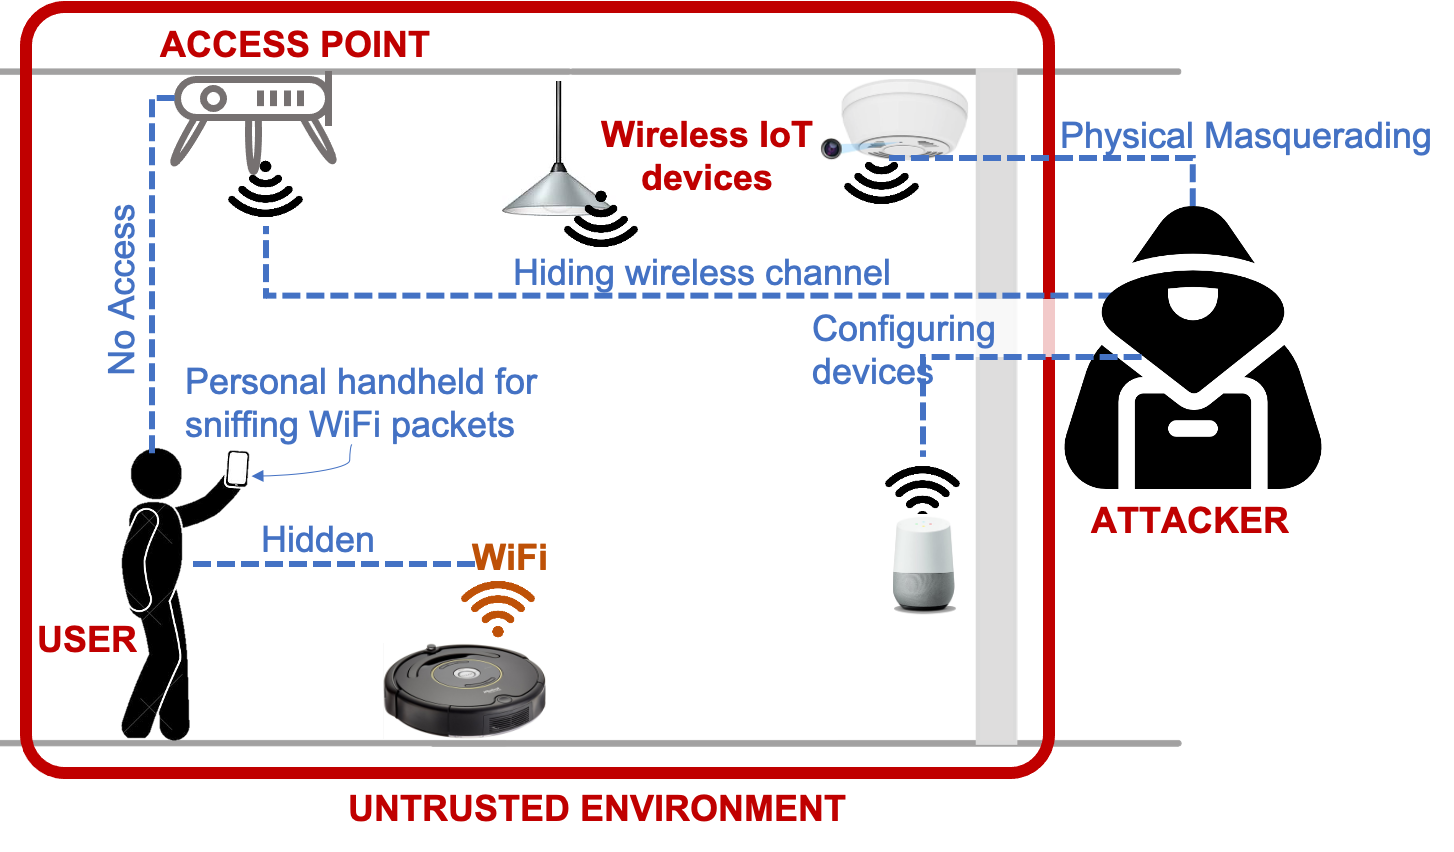 ACCESS POINT
Wireless IoT
devices
Physical Masquerading
No Access
Hiding wireless channel
Configuring
devices
Personal handheld for
sniffing WiFi packets
ATTACKER
Hidden
WiFi
USER
UNTRUSTED ENVIRONMENT